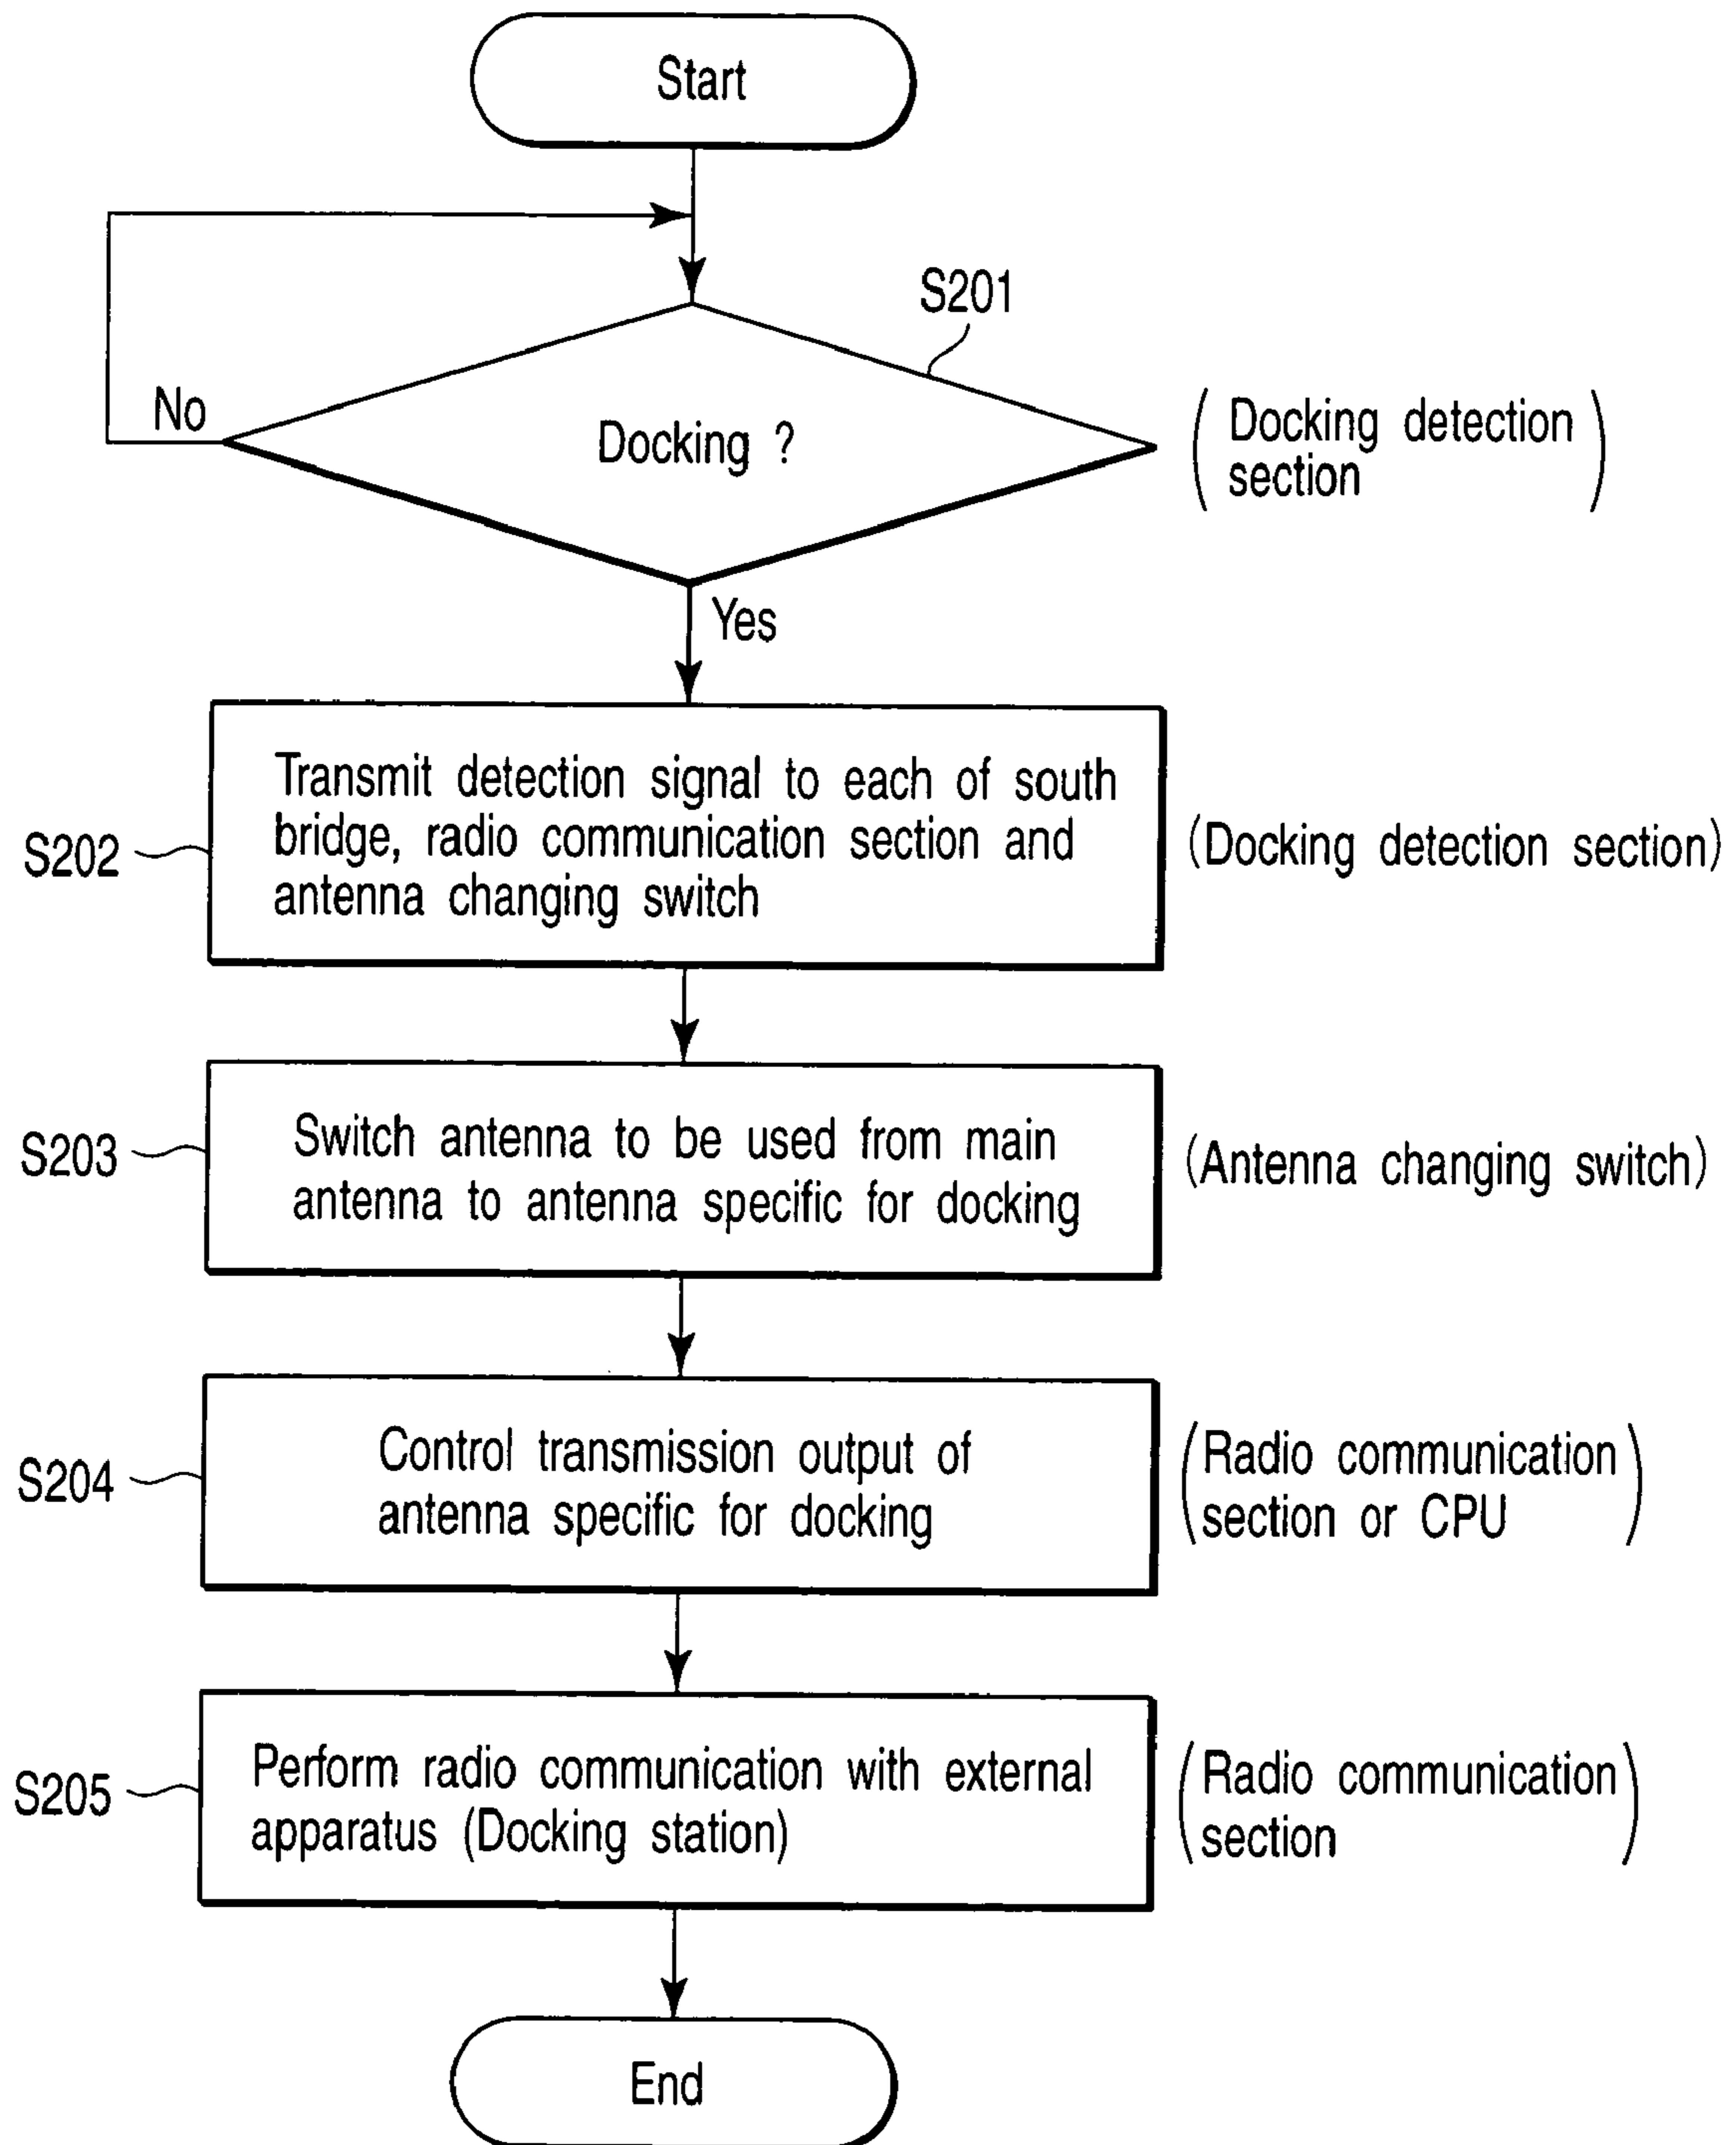 Start
S201
No
Docking ?
(Docking detection
section)
Yes
S202
Transmit detection signal to each of south
bridge, radio communication section and
antenna changing switch
(Docking detection section)
S203
Switch antenna to be used from main
antenna to antenna specific for docking
(Antenna changing switch)
S204
Control transmission output of
antenna specific for docking
(Radio communication
section or CPU)
S205
Perform radio communication with external
apparatus (Docking station)
(Radio communication
section)
End